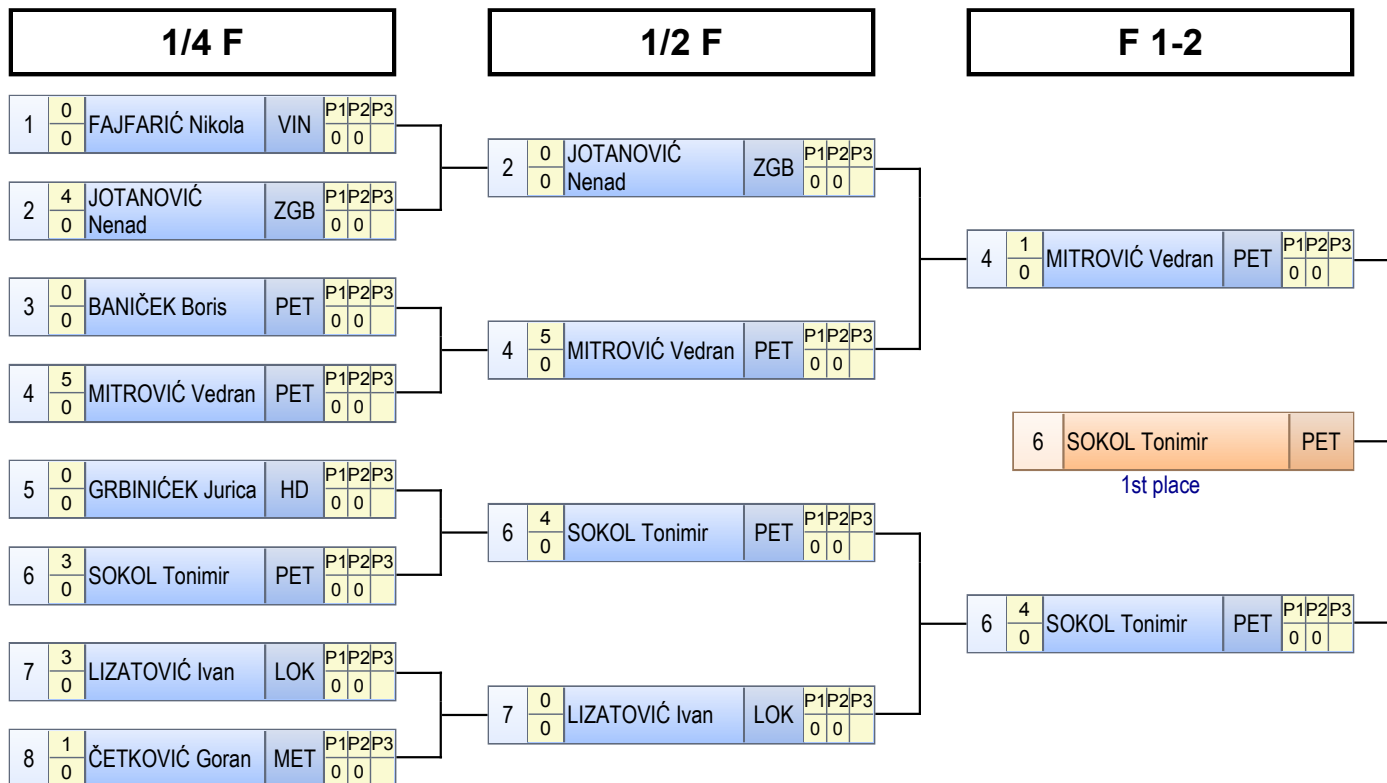 1/4 F
1/2 F
F 1-2
1 0 FAJFARIĆ Nikola VIN P1 P2 P3
0 0 0
2 4 JOTANOVIĆ Nenad ZGB P1 P2 P3
0 0 0
3 0 BANIČEK Boris PET P1 P2 P3
0 0 0
4 5 MITROVIĆ Vedran PET P1 P2 P3
0 0 0
5 0 GRBINIĆEK Jurica HD P1 P2 P3
0 0 0
6 3 SOKOL Tonimir PET P1 P2 P3
0 0 0
7 3 LIZATOVIĆ Ivan LOK P1 P2 P3
0 0 0
8 1 ČETKOVIĆ Goran MET P1 P2 P3
0 0 0
2 0 JOTANOVIĆ Nenad ZGB P1 P2 P3
0 0 0
4 5 MITROVIĆ Vedran PET P1 P2 P3
0 0 0
6 4 SOKOL Tonimir PET P1 P2 P3
0 0 0
7 0 LIZATOVIĆ Ivan LOK P1 P2 P3
0 0 0
4 1 MITROVIĆ Vedran PET P1 P2 P3
0 0 0
6 SOKOL Tonimir PET
1st place
6 4 SOKOL Tonimir PET P1 P2 P3
0 0 0